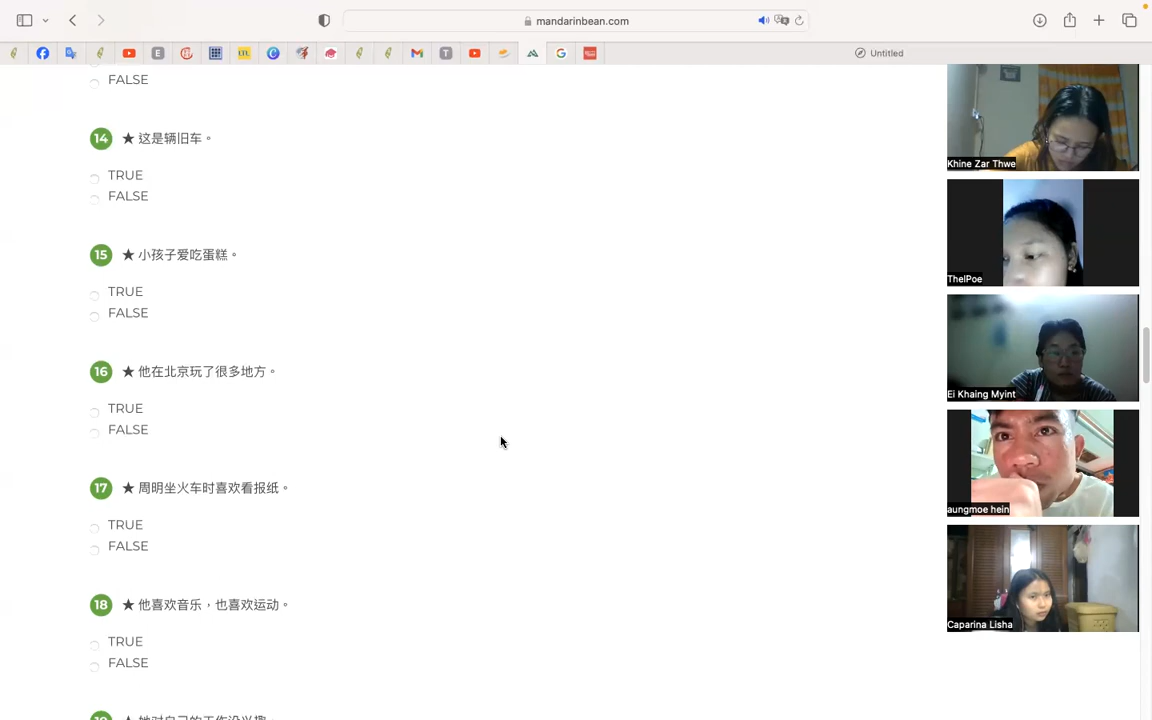 mandarinbean.com
Untitled
FALSE
14 ★ 这是辆旧车。
TRUE
FALSE
15 ★ 小孩子爱吃蛋糕。
TRUE
FALSE
16 ★ 他在北京玩了很多地方。
TRUE
FALSE
17 ★ 周明坐火车时喜欢看报纸。
TRUE
FALSE
18 ★ 他喜欢音乐，也喜欢运动。
TRUE
FALSE
Khine Zar Thwe
ThelPoe
Ei Khaing Myint
aungmoe hein
Caparina Lisha